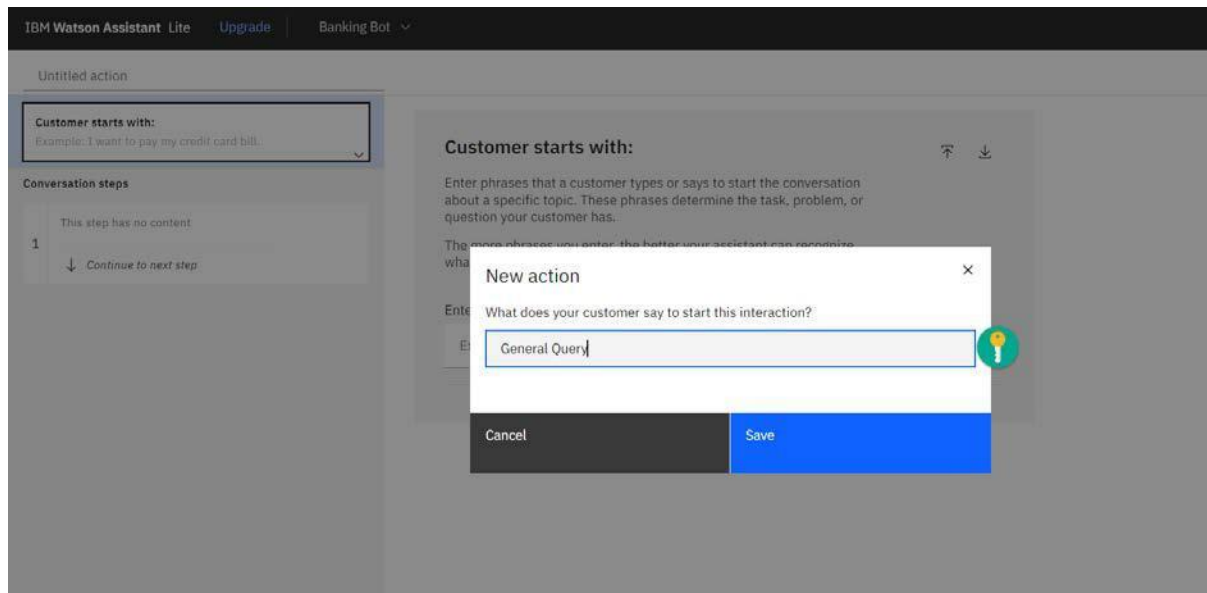 IBM Watson Assistant Lite Upgrade Banking Bot
Untitled action
Customer starts with:
Example: I want to pay my credit card bill.
Conversation steps
1
This step has no content
Continue to next step
Customer starts with:
Enter phrases that a customer types or says to start the conversation
about a specific topic. These phrases determine the task, problem, or
question your customer has.
The more phrases you enter, the better your assistant can recognize
wha
Ente
New action
What does your customer say to start this interaction?
General Query
Cancel Save